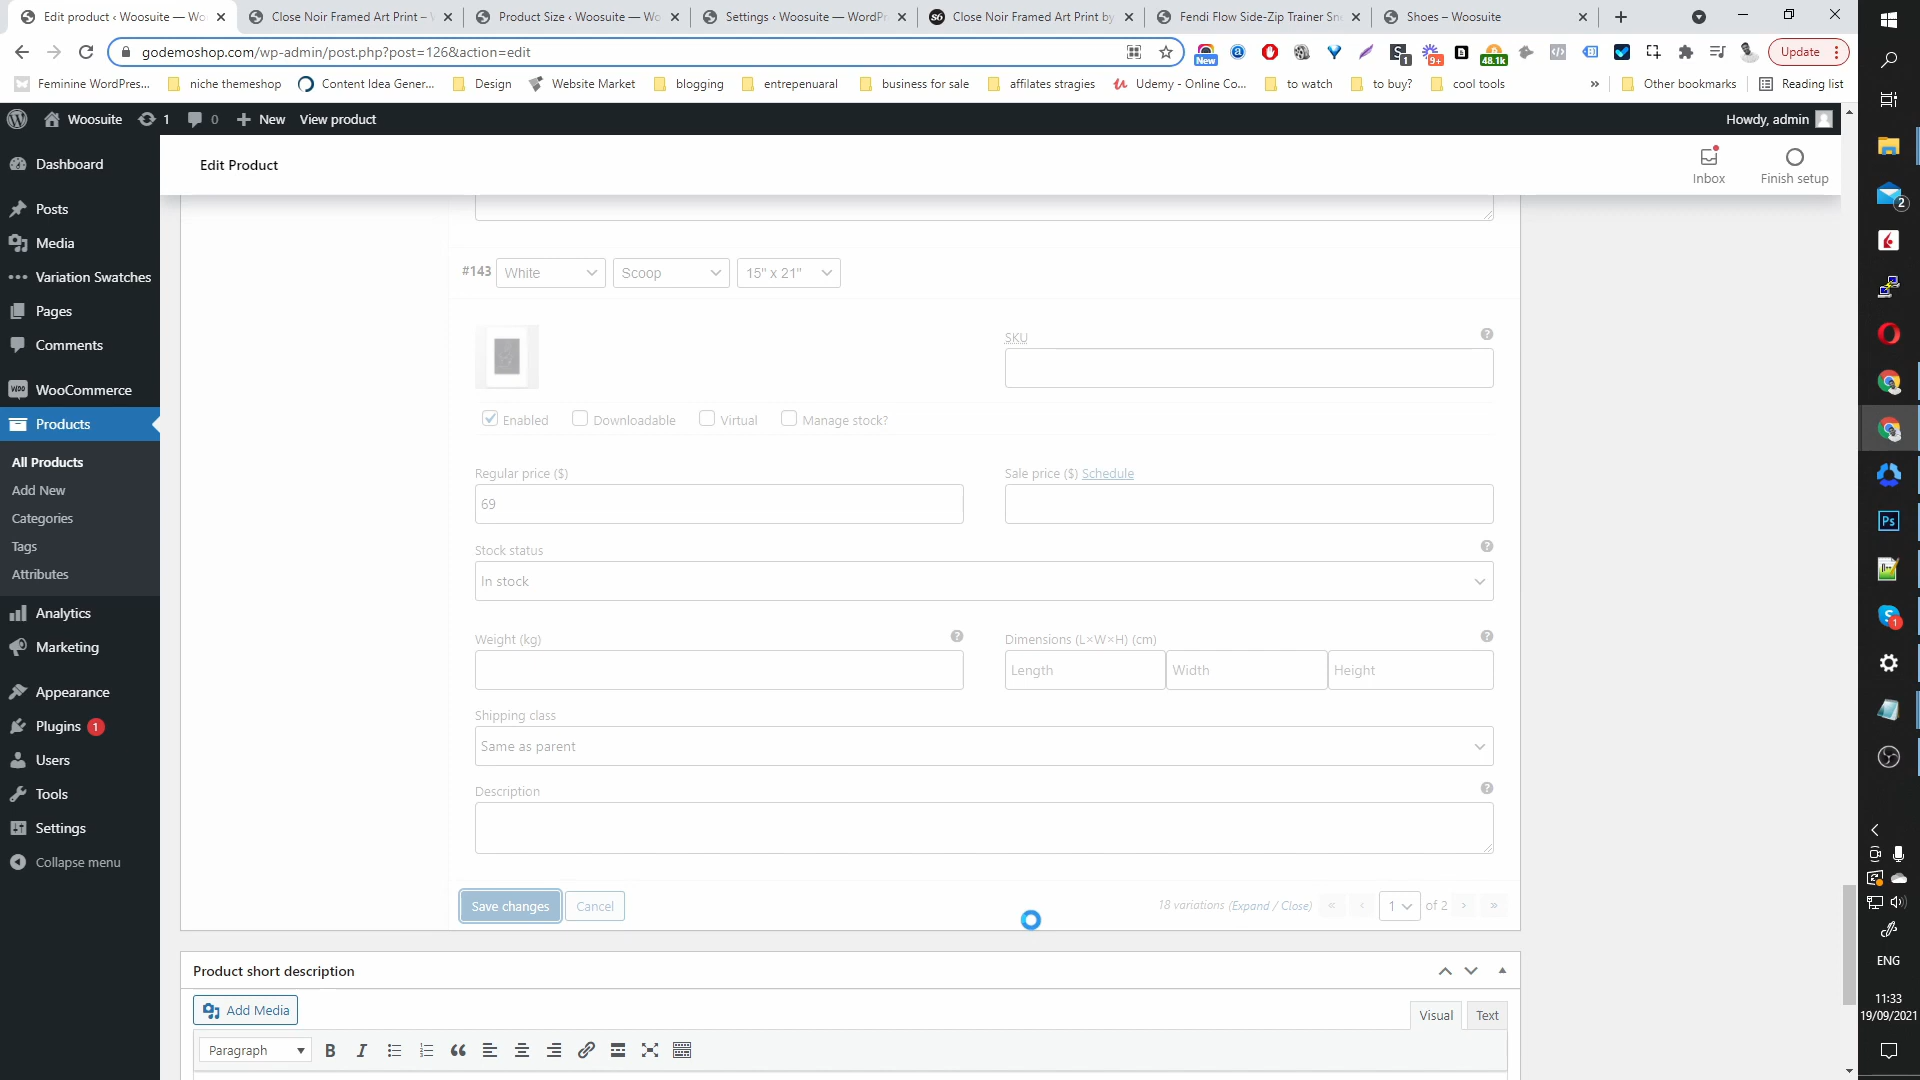 Edit product ‹ Woosuite — Wo
Close Noir Framed Art Print –
Product Size ‹ Woosuite — Wo
Settings ‹ Woosuite — WordPr
Close Noir Framed Art Print by
Fendi Flow Side-Zip Trainer Sn
Shoes – Woosuite
godemoshop.com/wp-admin/post.php?post=126&action=edit
New
1
9+
48.1k
Update
Feminine WordPres...
niche themeshop
Content Idea Gener...
Design
Website Market
blogging
entrepenuaral
business for sale
affilates stragies
Udemy - Online Co...
to watch
to buy?
cool tools
»
Other bookmarks
Reading list
Woosuite
1
0
New
View product
Howdy, admin
Dashboard
Posts
Media
Variation Swatches
Pages
Comments
WooCommerce
Products
All Products
Add New
Categories
Tags
Attributes
Analytics
Marketing
Appearance
Plugins 1
Users
Tools
Settings
Collapse menu
Edit Product
Inbox
Finish setup
#143
White
Scoop
15" x 21"
SKU
Enabled
Downloadable
Virtual
Manage stock?
Regular price ($)
69
Sale price ($) Schedule
Stock status
In stock
Weight (kg)
Dimensions (L×W×H) (cm)
Length
Width
Height
Shipping class
Same as parent
Description
Save changes
Cancel
18 variations (Expand / Close)
«
‹
1
of 2
›
»
Product short description
Add Media
Visual
Text
Paragraph
B
I
2
Ps
1
ENG
11:33
19/09/2021